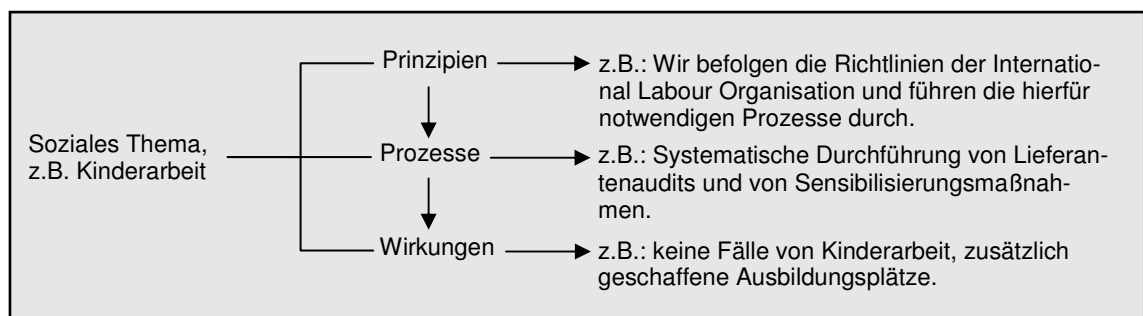 Prinzipien
z.B.: Wir befolgen die Richtlinien der Internatio-
nal Labour Organisation und führen die hierfür
notwendigen Prozesse durch.
Soziales Thema,
z.B. Kinderarbeit
Prozesse
z.B.: Systematische Durchführung von Lieferan-
tenaudits und von Sensibilisierungsmaßnah-
men.
Wirkungen
z.B.: keine Fälle von Kinderarbeit, zusätzlich
geschaffene Ausbildungsplätze.